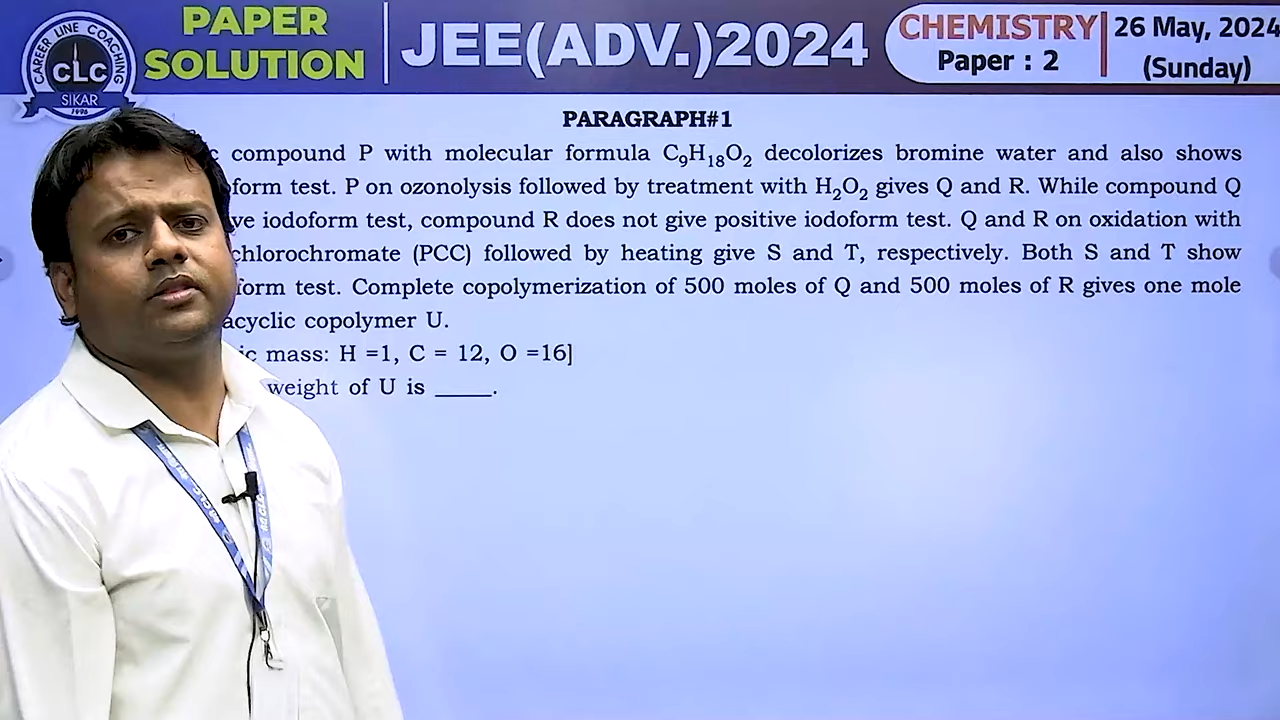 CAREER LINE COACHING
CLC
SIKAR
1996
PAPER
SOLUTION
JEE(ADV.)2024
CHEMISTRY
Paper : 2
26 May, 2024
(Sunday)
PARAGRAPH#1
compound P with molecular formula C₉H₁₈O₂ decolorizes bromine water and also shows
form test. P on ozonolysis followed by treatment with H₂O₂ gives Q and R. While compound Q
ve iodoform test, compound R does not give positive iodoform test. Q and R on oxidation with
chlorochromate (PCC) followed by heating give S and T, respectively. Both S and T show
form test. Complete copolymerization of 500 moles of Q and 500 moles of R gives one mole
acyclic copolymer U.
ic mass: H =1, C = 12, O =16]
weight of U is _____.